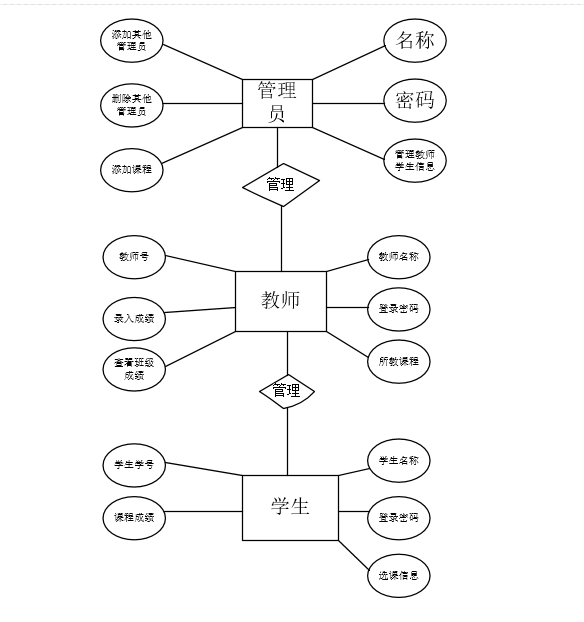 添加其他
管理员
名称
管理
员
删除其他
管理员
密码
添加课程
管理教师
学生信息
管理
教师号
教师名称
教师
录入成绩
登录密码
查看班级
成绩
所教课程
管理
学生学号
学生名称
学生
课程成绩
登录密码
选课信息